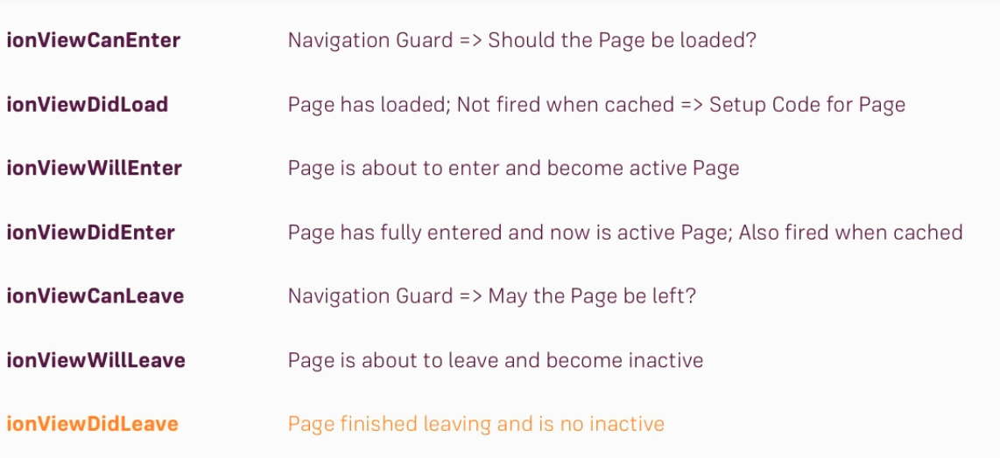 ionViewCanEnter Navigation Guard => Should the Page be loaded?
ionViewDidLoad Page has loaded; Not fired when cached => Setup Code for Page
ionViewWillEnter Page is about to enter and become active Page
ionViewDidEnter Page has fully entered and now is active Page; Also fired when cached
ionViewCanLeave Navigation Guard => May the Page be left?
ionViewWillLeave Page is about to leave and become inactive
ionViewDidLeave Page finished leaving and is no inactive